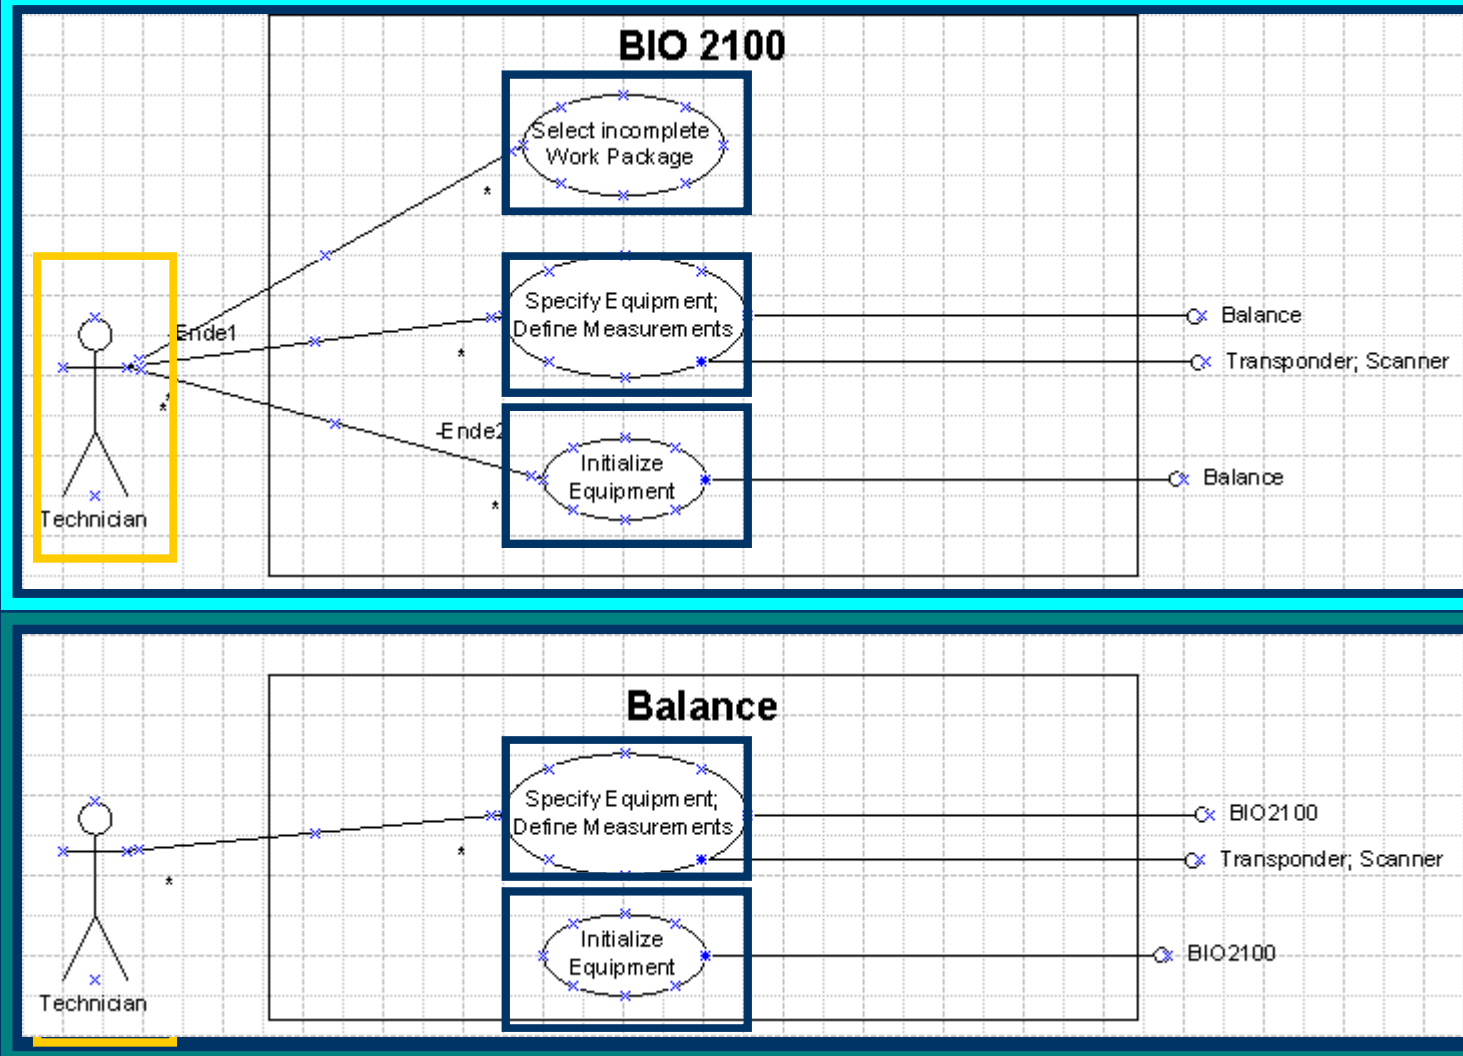 BIO 2100
Select incomplete
Work Package
*
-Ende1
Specify Equipment;
Define Measurements
*
Balance
Transponder; Scanner
*
*
-Ende2
Initialize
Equipment
*
Balance
Technician
Balance
Specify Equipment;
Define Measurements
*
*
BIO2100
Transponder; Scanner
Initialize
Equipment
BIO2100
Technician